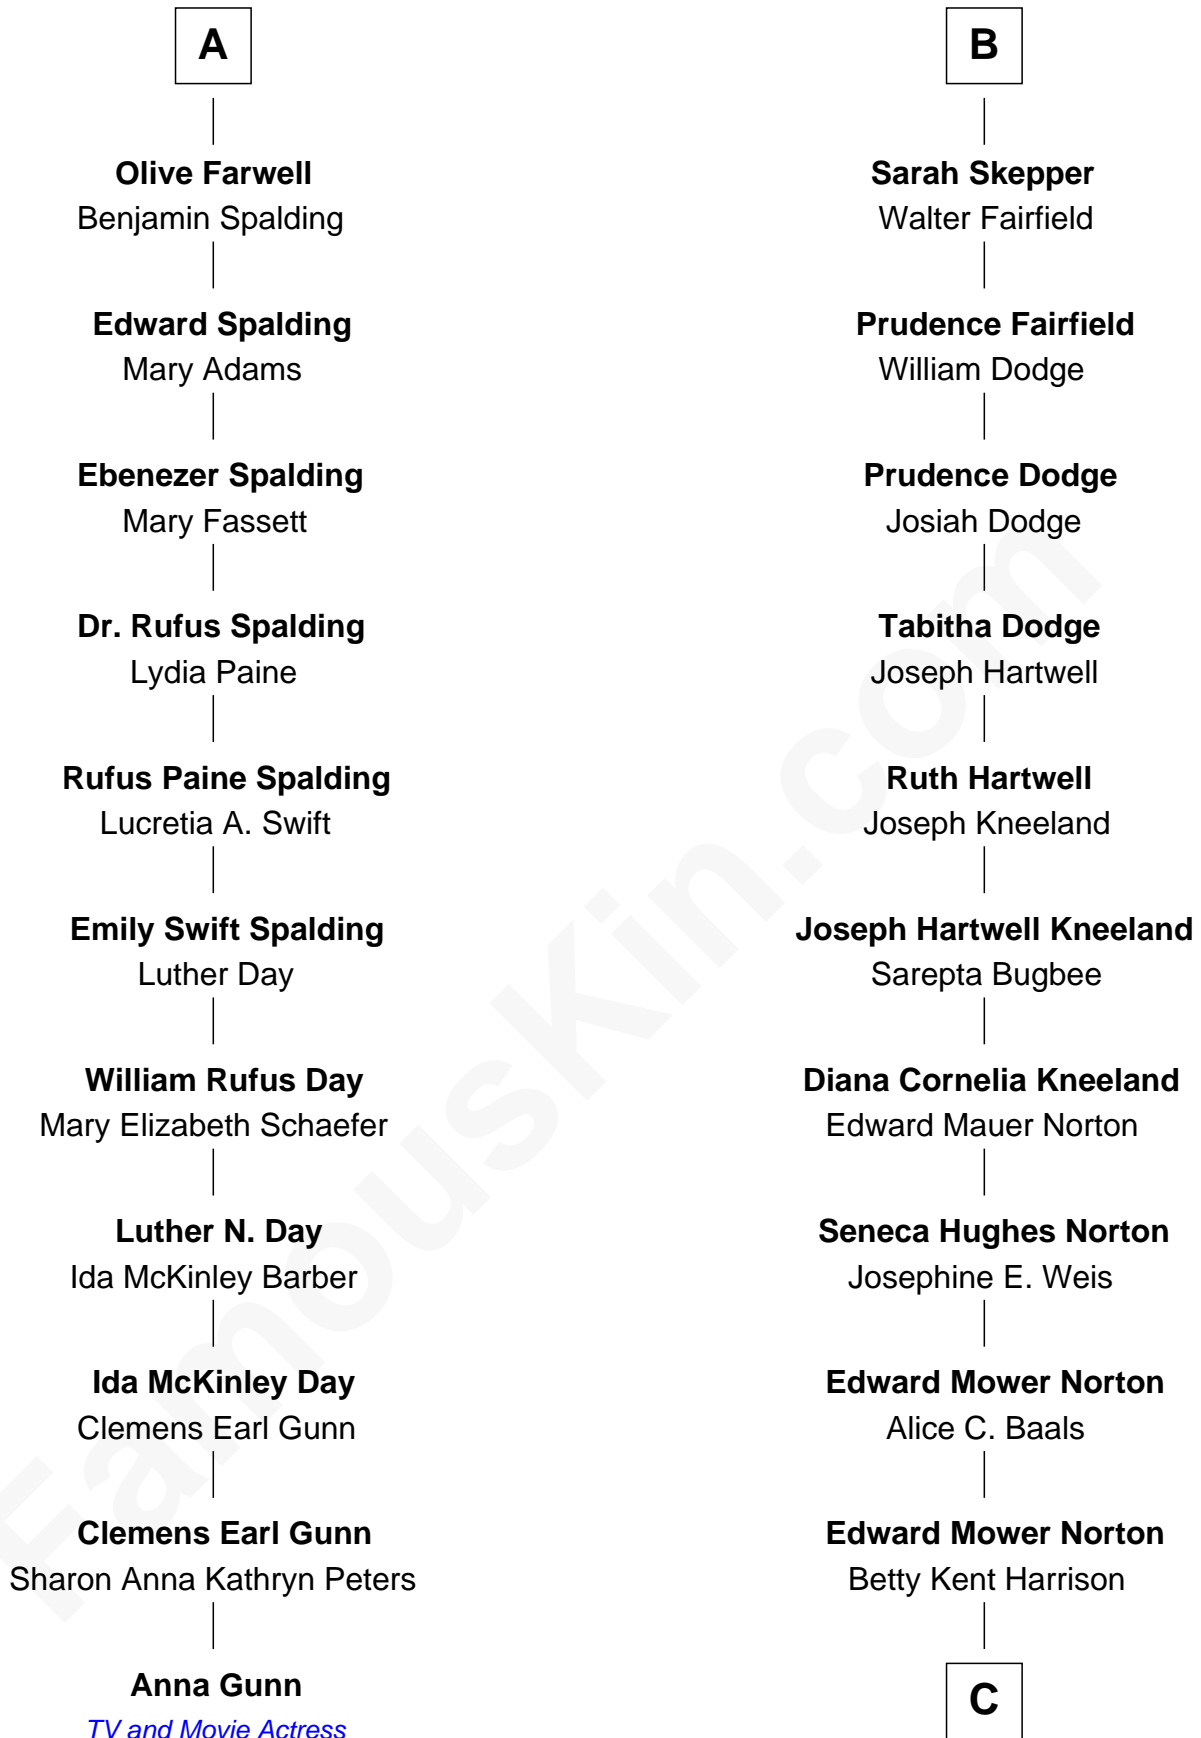 A
Olive Farwell
Benjamin Spalding
Edward Spalding
Mary Adams
Ebenezer Spalding
Mary Fassett
Dr. Rufus Spalding
Lydia Paine
Rufus Paine Spalding
Lucretia A. Swift
Emily Swift Spalding
Luther Day
William Rufus Day
Mary Elizabeth Schaefer
Luther N. Day
Ida McKinley Barber
Ida McKinley Day
Clemens Earl Gunn
Clemens Earl Gunn
Sharon Anna Kathryn Peters
Anna Gunn
TV and Movie Actress
B
Sarah Skepper
Walter Fairfield
Prudence Fairfield
William Dodge
Prudence Dodge
Josiah Dodge
Tabitha Dodge
Joseph Hartwell
Ruth Hartwell
Joseph Kneeland
Joseph Hartwell Kneeland
Sarepta Bugbee
Diana Cornelia Kneeland
Edward Mauer Norton
Seneca Hughes Norton
Josephine E. Weis
Edward Mower Norton
Alice C. Baals
Edward Mower Norton
Betty Kent Harrison
C
FamousKin.com